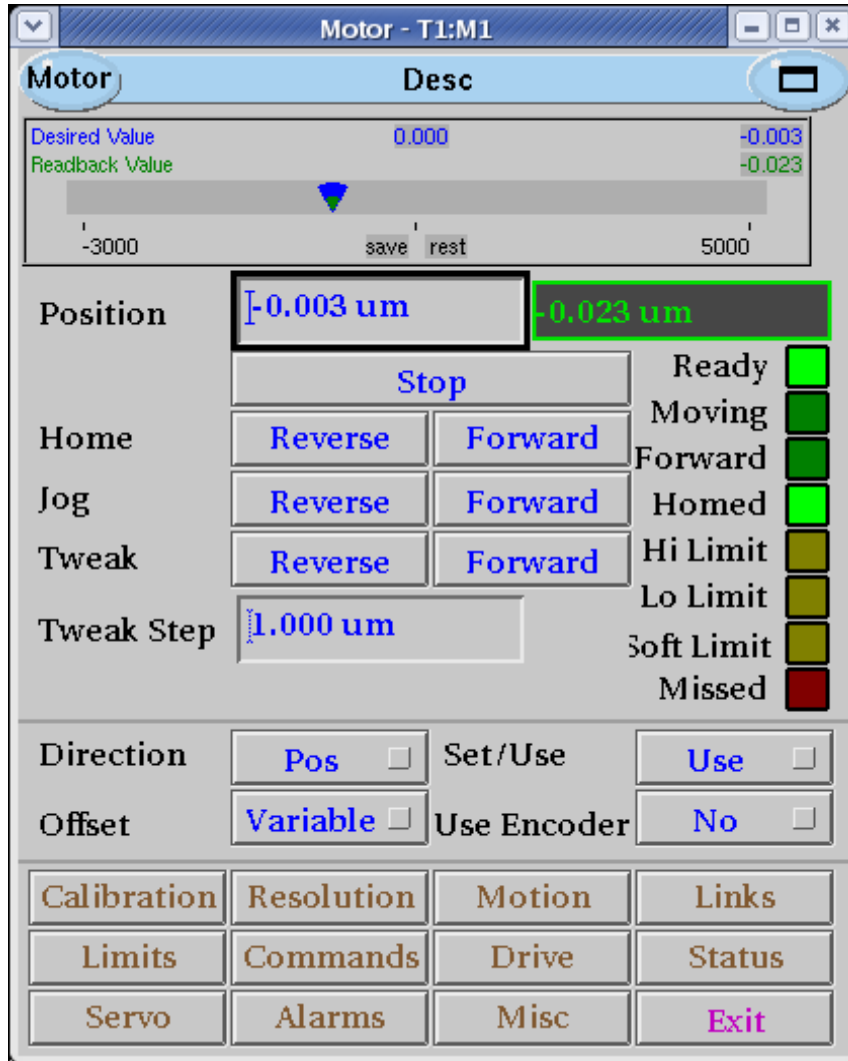 Motor - T1:M1
Motor Desc
Desired Value 0.000 -0.003
Readback Value -0.023
-3000 save rest 5000
Position -0.003 um -0.023 um
Stop Ready
Moving
Home Reverse Forward Forward
Jog Reverse Forward Homed
Tweak Reverse Forward Hi Limit
Lo Limit
Tweak Step 1.000 um Soft Limit
Missed
Direction Pos Set/Use Use
Offset Variable Use Encoder No
Calibration Resolution Motion Links
Limits Commands Drive Status
Servo Alarms Misc Exit